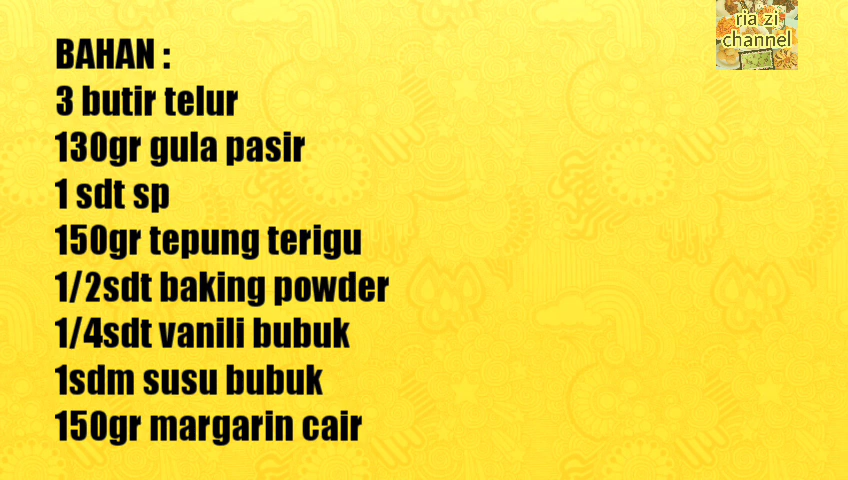 ria zi
channel
BAHAN :
3 butir telur
130gr gula pasir
1 sdt sp
150gr tepung terigu
1/2sdt baking powder
1/4sdt vanili bubuk
1sdm susu bubuk
150gr margarin cair